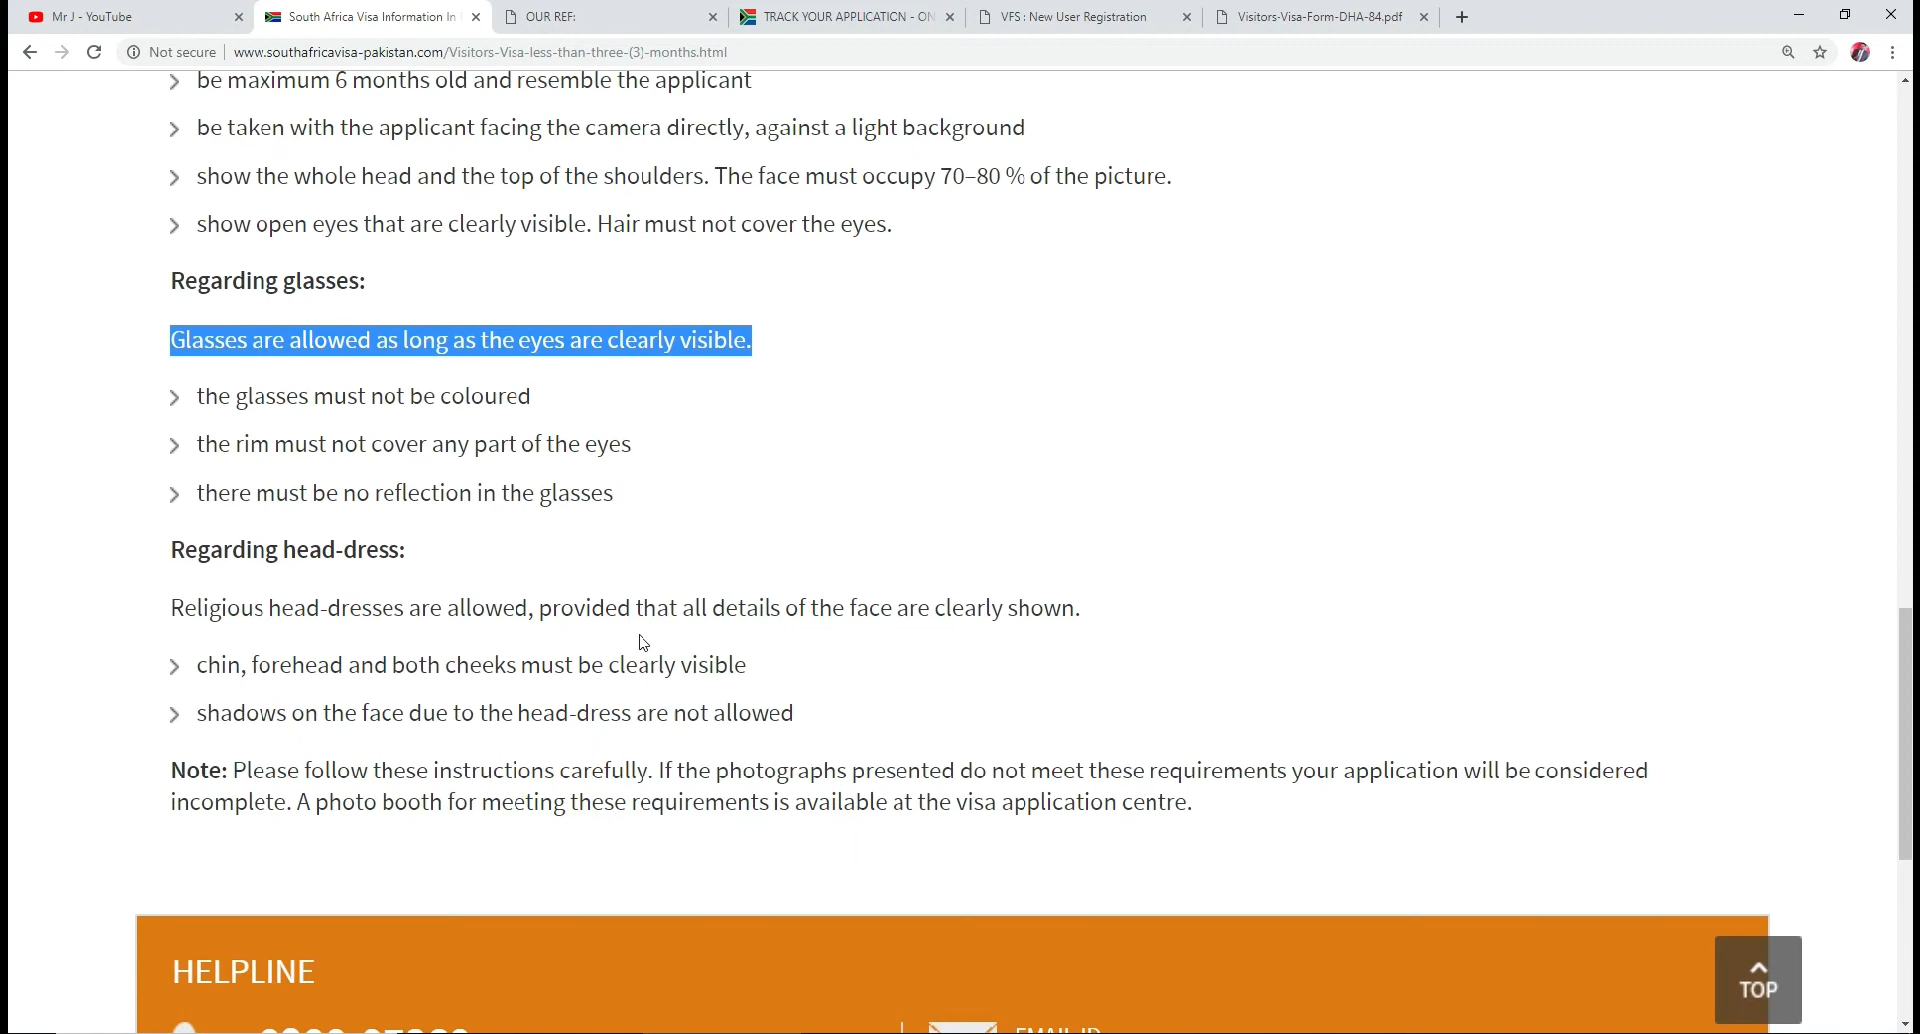 Mr J - YouTube
South Africa Visa Information In
OUR REF:
TRACK YOUR APPLICATION - ON
VFS : New User Registration
Visitors-Visa-Form-DHA-84.pdf
Not secure
www.southafricavisa-pakistan.com/Visitors-Visa-less-than-three-(3)-months.html
be maximum 6 months old and resemble the applicant
be taken with the applicant facing the camera directly, against a light background
show the whole head and the top of the shoulders. The face must occupy 70–80 % of the picture.
show open eyes that are clearly visible. Hair must not cover the eyes.
Regarding glasses:
Glasses are allowed as long as the eyes are clearly visible.
the glasses must not be coloured
the rim must not cover any part of the eyes
there must be no reflection in the glasses
Regarding head-dress:
Religious head-dresses are allowed, provided that all details of the face are clearly shown.
chin, forehead and both cheeks must be clearly visible
shadows on the face due to the head-dress are not allowed
Note: Please follow these instructions carefully. If the photographs presented do not meet these requirements your application will be considered
incomplete. A photo booth for meeting these requirements is available at the visa application centre.
HELPLINE
TOP
EMAIL ID